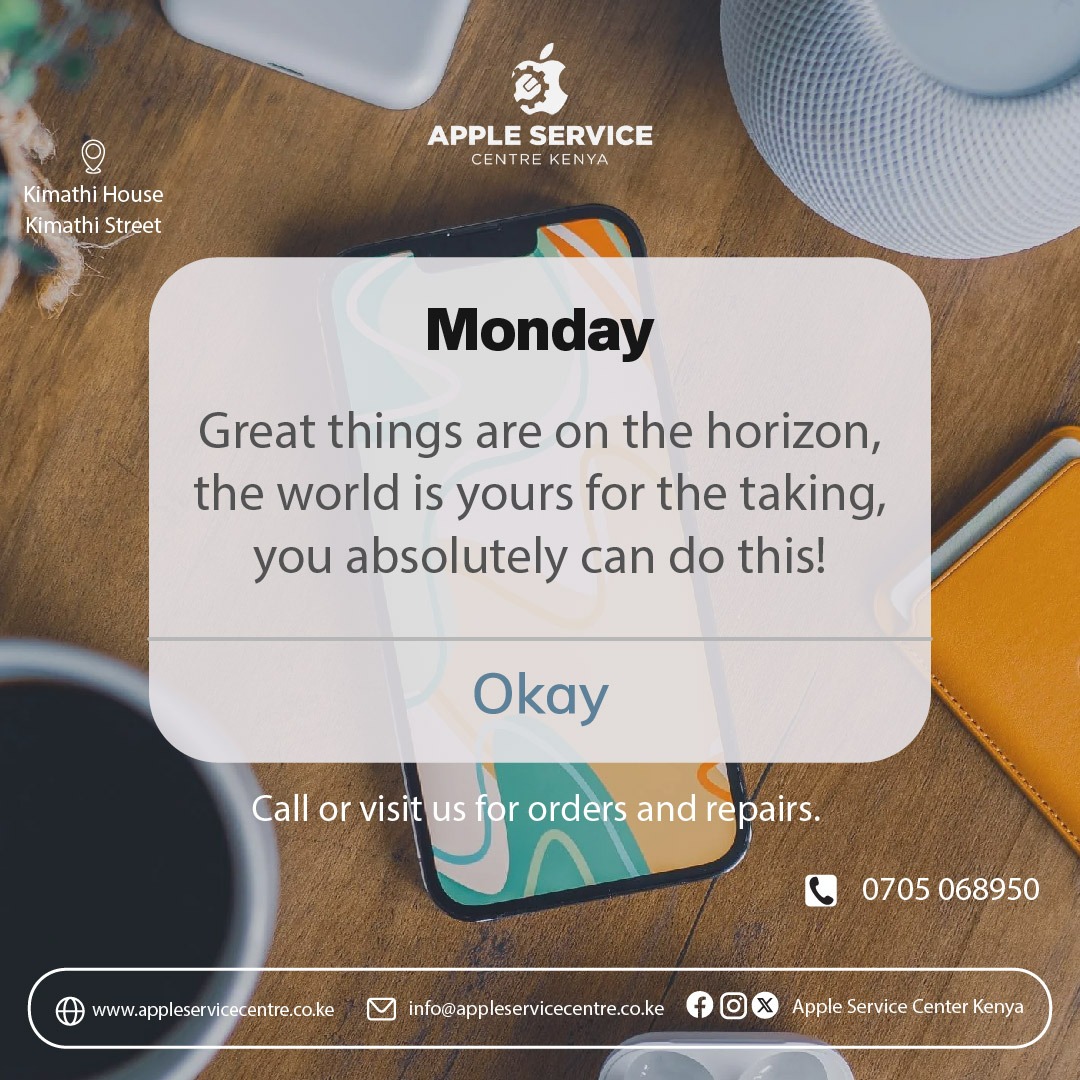 APPLE SERVICE
CENTRE KENYA
Kimathi House
Kimathi Street
Monday
Great things are on the horizon,
the world is yours for the taking,
you absolutely can do this!
Okay
Call or visit us for orders and repairs.
0705 068950
www.appleservicecentre.co.ke
info@appleservicecentre.co.ke
Apple Service Center Kenya